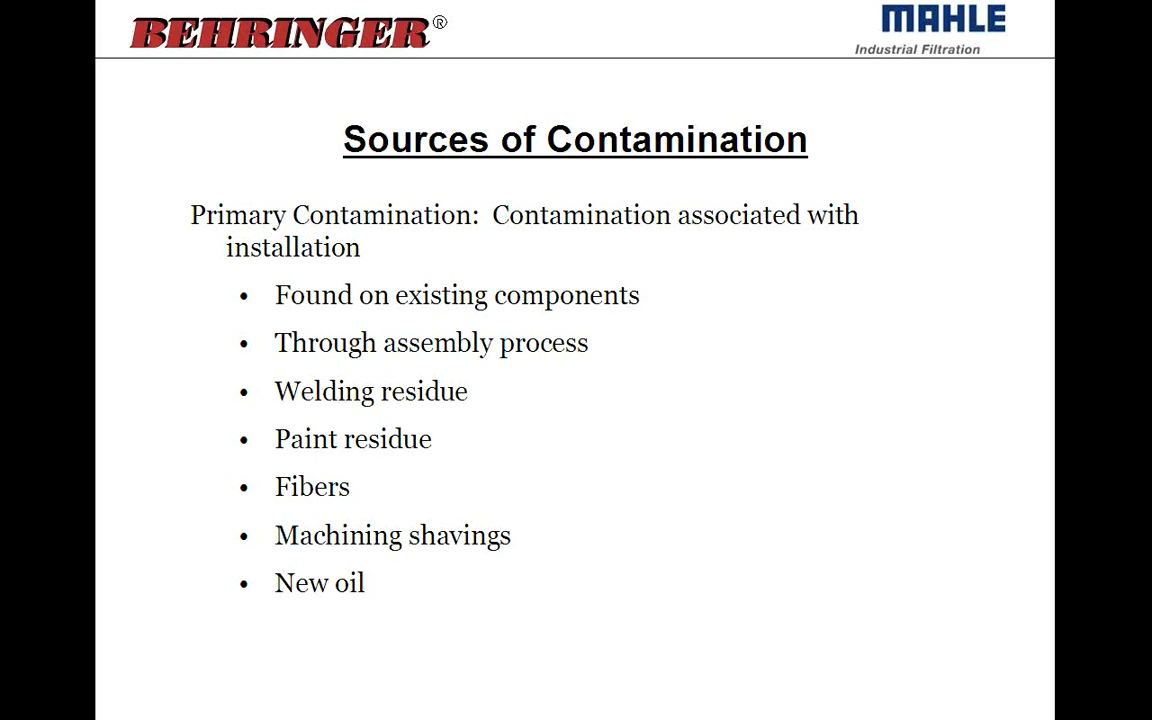 BEHRINGER®
MAHLE
Industrial Filtration
Sources of Contamination
Primary Contamination:  Contamination associated with
installation
• Found on existing components
• Through assembly process
• Welding residue
• Paint residue
• Fibers
• Machining shavings
• New oil